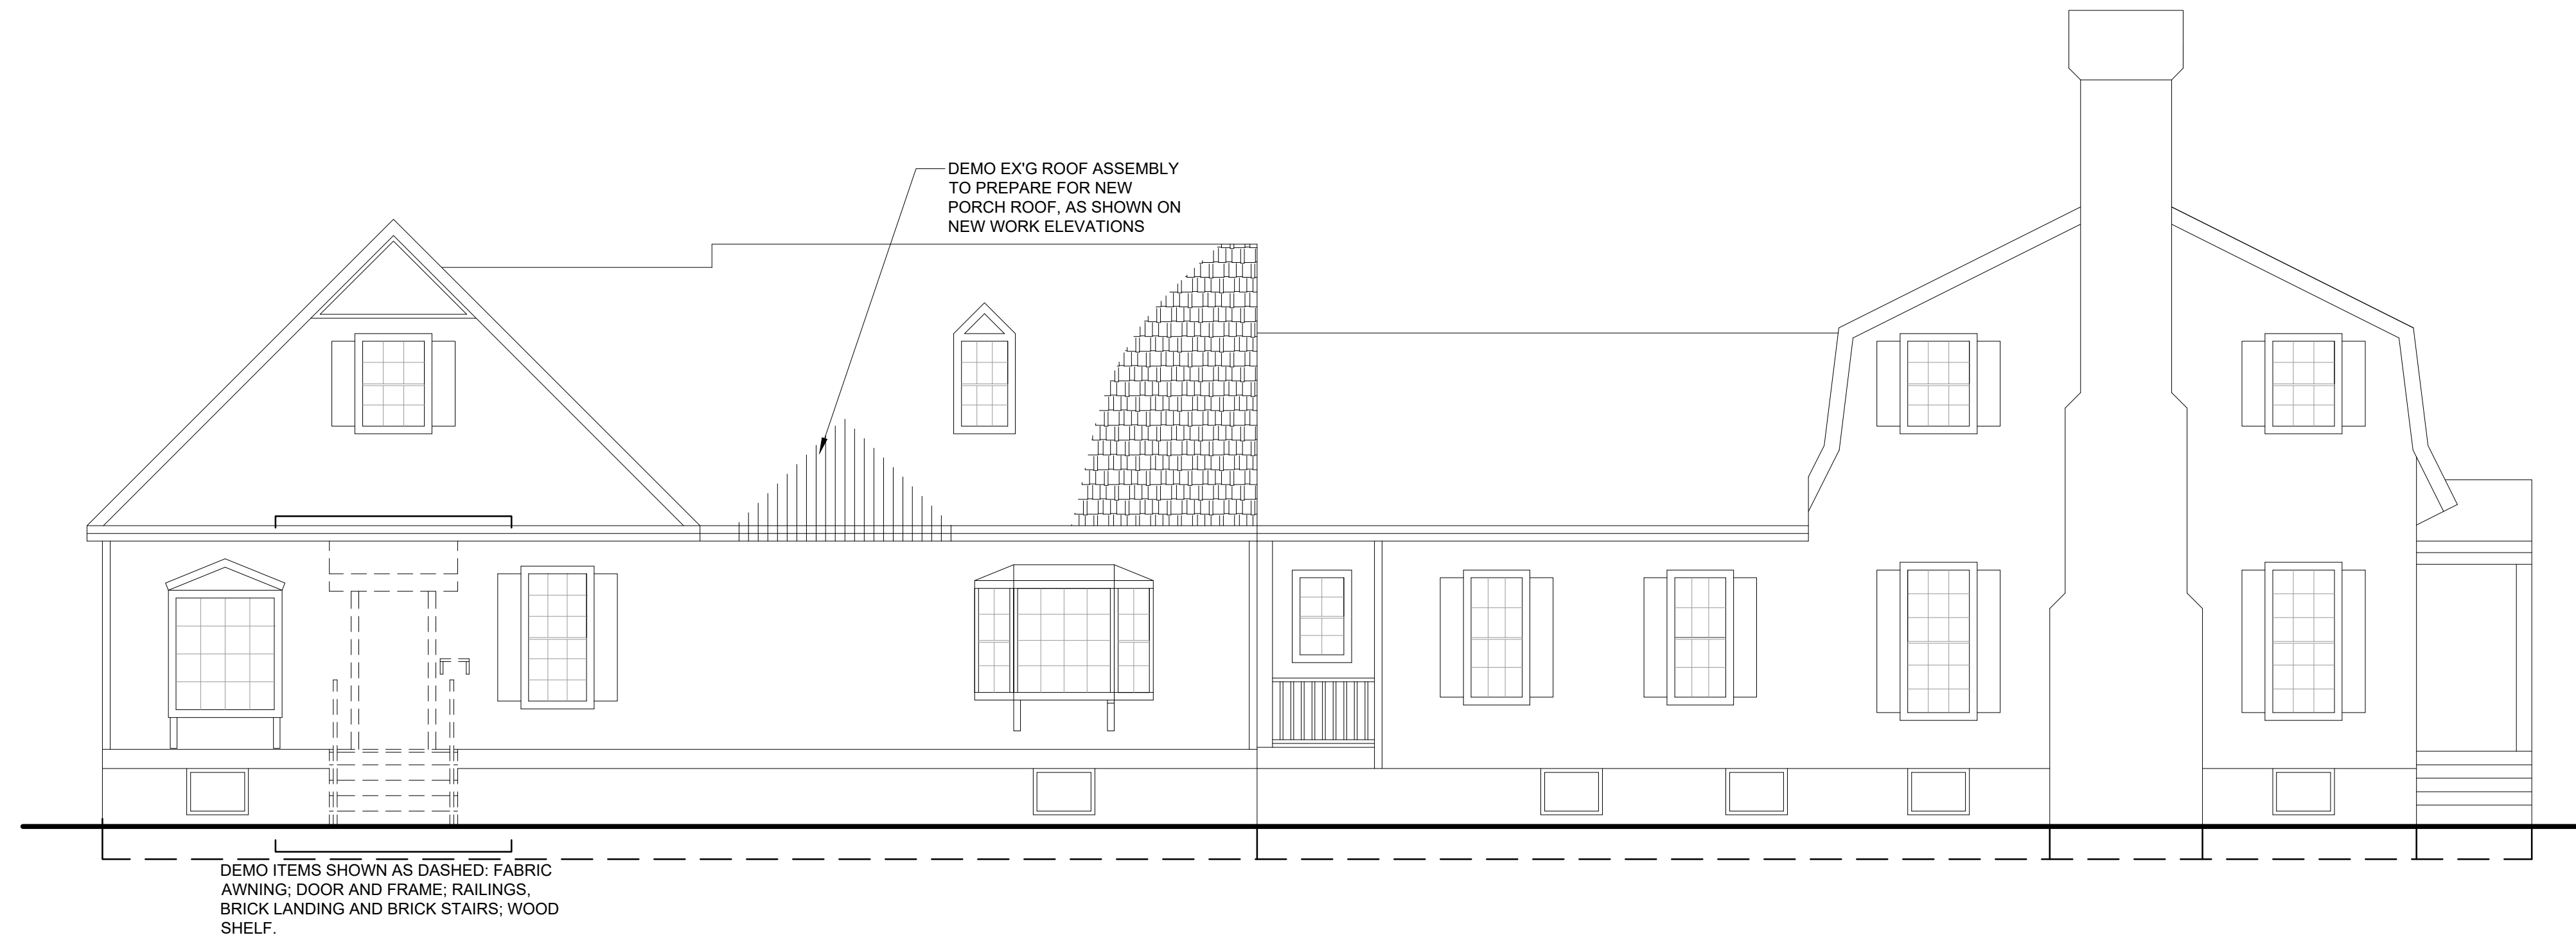 DEMO EX'G ROOF ASSEMBLY
TO PREPARE FOR NEW
PORCH ROOF, AS SHOWN ON
NEW WORK ELEVATIONS
DEMO ITEMS SHOWN AS DASHED: FABRIC
AWNING; DOOR AND FRAME; RAILINGS,
BRICK LANDING AND BRICK STAIRS; WOOD
SHELF.